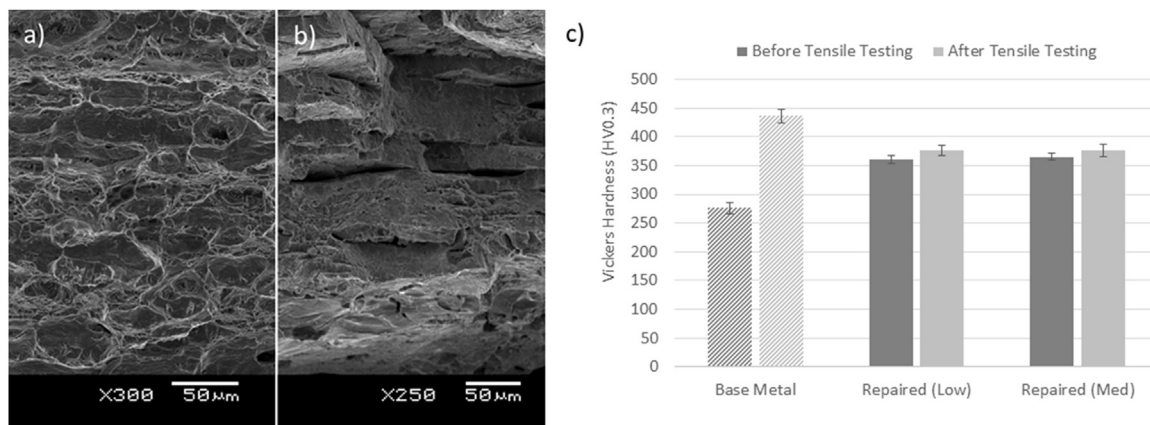 a)
b)
c)
X300 50μm
X250 50μm
Before Tensile Testing After Tensile Testing
Vickers Hardness (HV0.3)
500
450
400
350
300
250
200
150
100
50
0
Base Metal Repaired (Low) Repaired (Med)